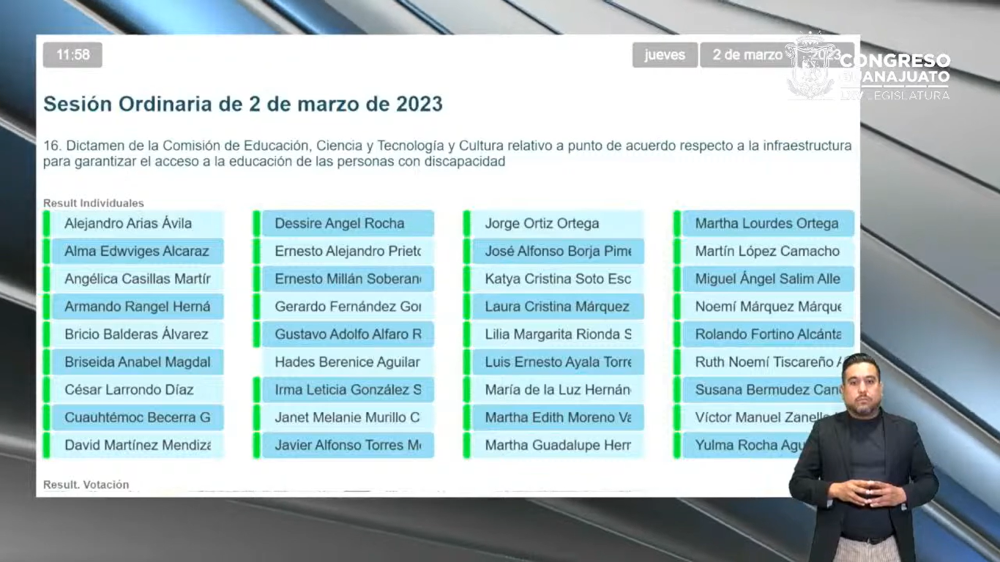 11:58
jueves
2 de marzo
2023
CONGRESO
GUANAJUATO
LXV LEGISLATURA
Sesión Ordinaria de 2 de marzo de 2023
16. Dictamen de la Comisión de Educación, Ciencia y Tecnología y Cultura relativo a punto de acuerdo respecto a la infraestructura
para garantizar el acceso a la educación de las personas con discapacidad
Result Individuales
Alejandro Arias Ávila
Alma Edwviges Alcaraz
Angélica Casillas Martír
Armando Rangel Herná
Bricio Balderas Álvarez
Briseida Anabel Magdal
César Larrondo Díaz
Cuauhtémoc Becerra G
David Martínez Mendiza
Dessire Angel Rocha
Ernesto Alejandro Prieto
Ernesto Millán Soberan
Gerardo Fernández Gor
Gustavo Adolfo Alfaro R
Hades Berenice Aguilar
Irma Leticia González S
Janet Melanie Murillo C
Javier Alfonso Torres M
Jorge Ortiz Ortega
José Alfonso Borja Pime
Katya Cristina Soto Esc
Laura Cristina Márquez
Lilia Margarita Rionda S
Luis Ernesto Ayala Torre
María de la Luz Hernán
Martha Edith Moreno Va
Martha Guadalupe Herr
Martha Lourdes Ortega
Martín López Camacho
Miguel Ángel Salim Alle
Noemí Márquez Márque
Rolando Fortino Alcánta
Ruth Noemí Tiscareño A
Susana Bermudez Can
Víctor Manuel Zanella
Yulma Rocha Agu
Result. Votación